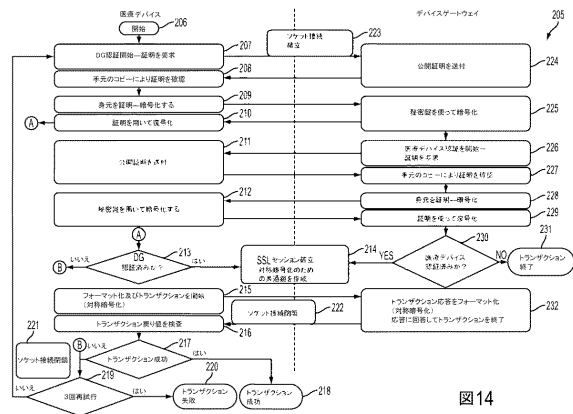 医療デバイス
デバイスゲートウェイ
205
開始
206
223
ソケット接続
確立
207
DG認証開始―証明を要求
公開証明を送付
224
208
手元のコピーにより証明を確認
209
身元を証明―暗号化する
秘密鍵を使って暗号化
225
210
A
証明を用いて復号化
226
医療デバイス認証を開始―
証明を要求
211
公開証明を送付
227
手元のコピーにより証明を確認
212
秘密鍵を用いて暗号化する
228
身元を証明―暗号化
229
証明を使って復号化
A
213
B
いいえ
DG
認証済みか?
はい
214
SSLセッション確立
対称暗号化のための
共通鍵を作成
YES
230
医療デバイス
認証済みか?
NO
231
トランザクション
終了
215
フォーマット化及びトランザクションを開始
(対称暗号化)
222
ソケット接続閉鎖
トランザクション応答をフォーマット化
(対称暗号化)
応答に回答してトランザクションを終了
232
216
トランザクション戻り値を検査
221
B
217
ソケット接続閉鎖
いいえ
トランザクション成功
はい
いいえ
219
3回再試行
はい
220
トランザクション
失敗
トランザクション
成功
218
図14